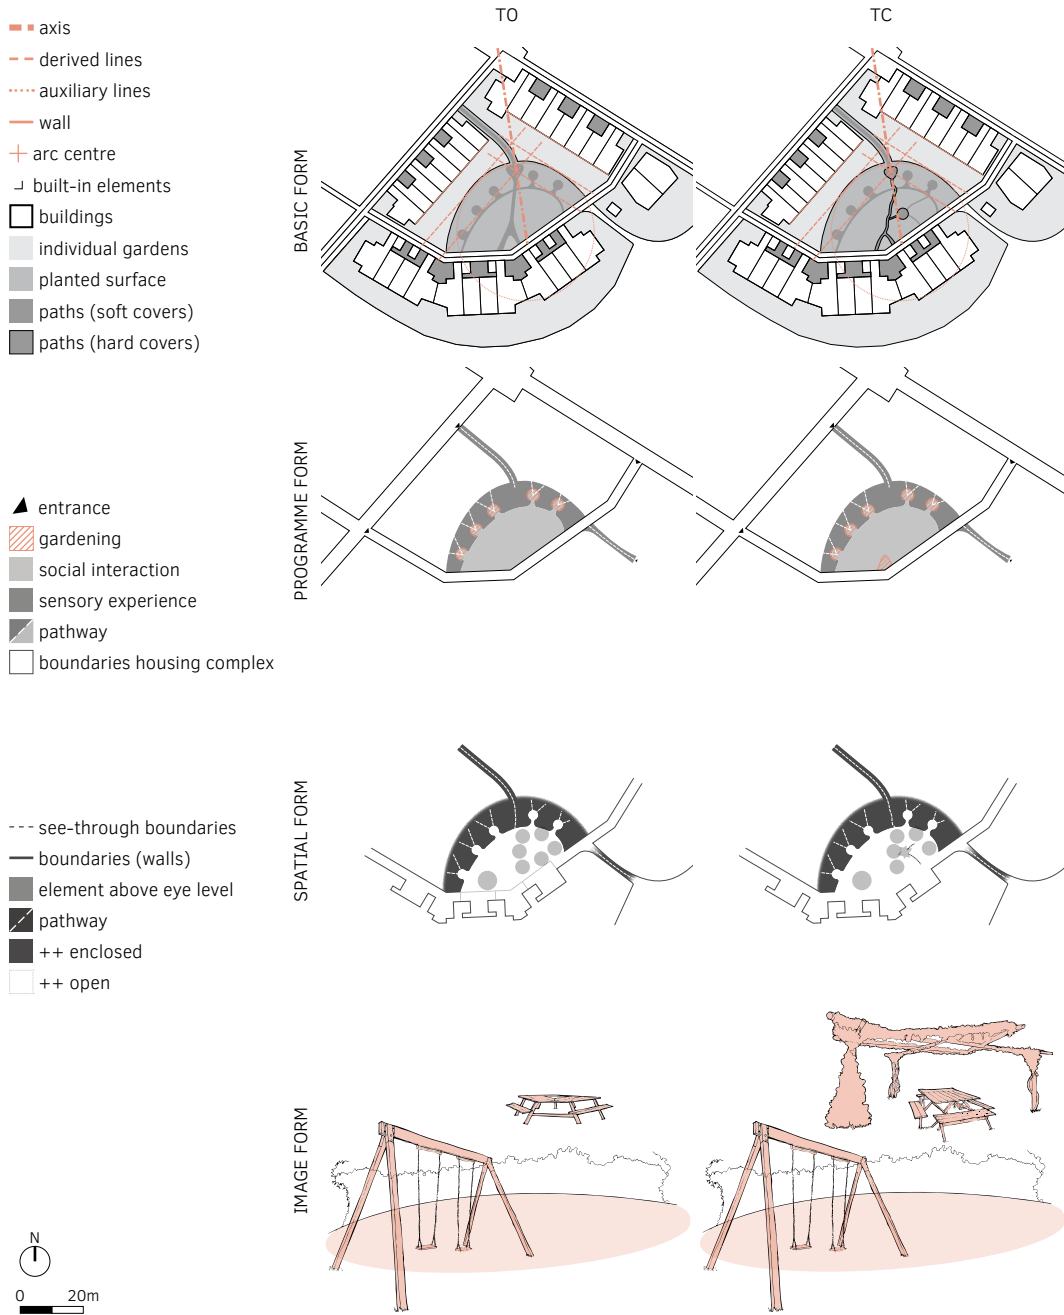 TO
TC
axis
derived lines
auxiliary lines
wall
arc centre
built-in elements
buildings
individual gardens
planted surface
paths (soft covers)
paths (hard covers)
BASIC FORM
entrance
gardening
social interaction
sensory experience
pathway
boundaries housing complex
PROGRAMME FORM
see-through boundaries
boundaries (walls)
element above eye level
pathway
++ enclosed
++ open
SPATIAL FORM
IMAGE FORM
N
0 20m